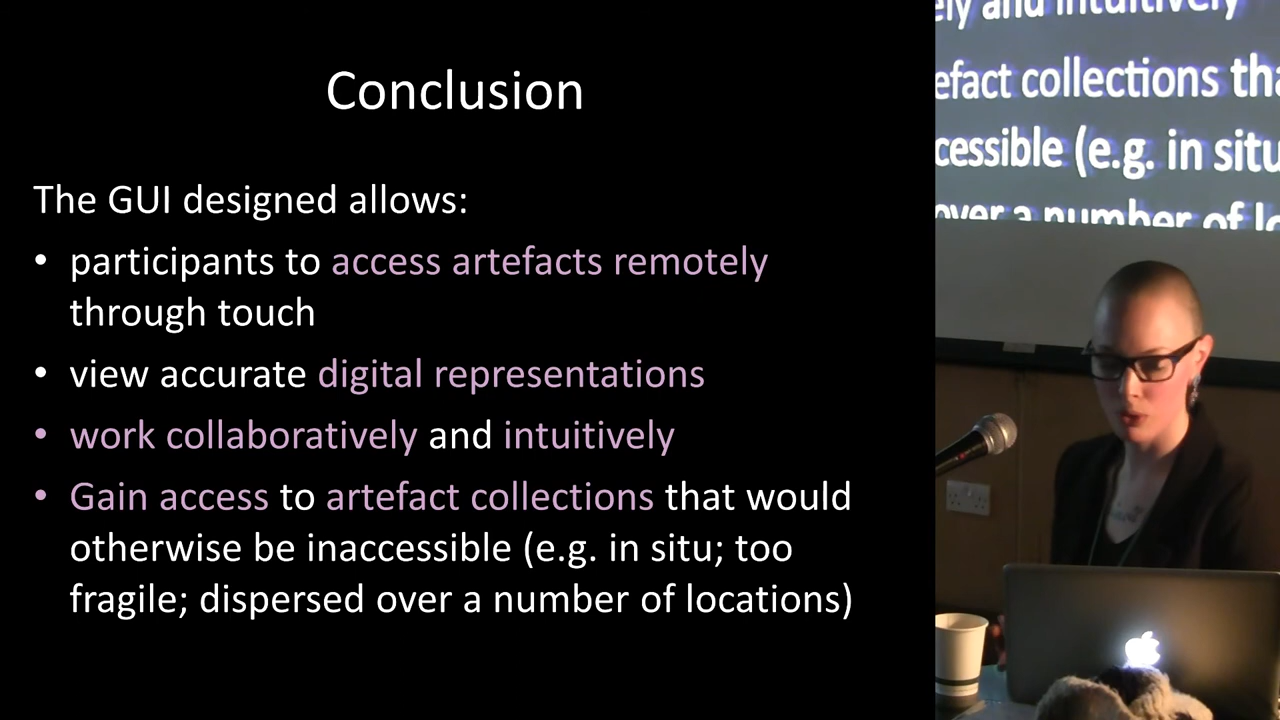 Conclusion
The GUI designed allows:
• participants to access artefacts remotely
through touch
• view accurate digital representations
• work collaboratively and intuitively
• Gain access to artefact collections that would
otherwise be inaccessible (e.g. in situ; too
fragile; dispersed over a number of locations)
ely and intuitively
efact collections tha
cessible (e.g. in situ
over a number of lo